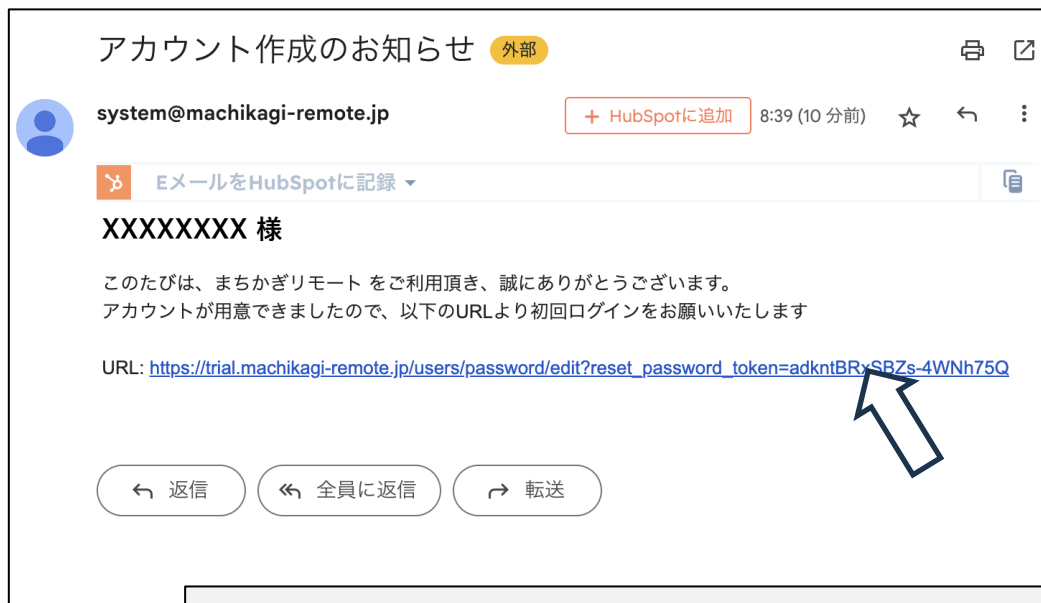 アカウント作成のお知らせ 外部
system@machikagi-remote.jp
+ HubSpotに追加 8:39 (10 分前)
EメールをHubSpotに記録
XXXXXXXX 様
このたびは、まちかぎリモート をご利用頂き、誠にありがとうございます。
アカウントが用意できましたので、以下のURLより初回ログインをお願いいたします
URL: https://trial.machikagi-remote.jp/users/password/edit?reset_password_token=adkntBRxSBZs-4WNh75Q
返信 全員に返信 転送